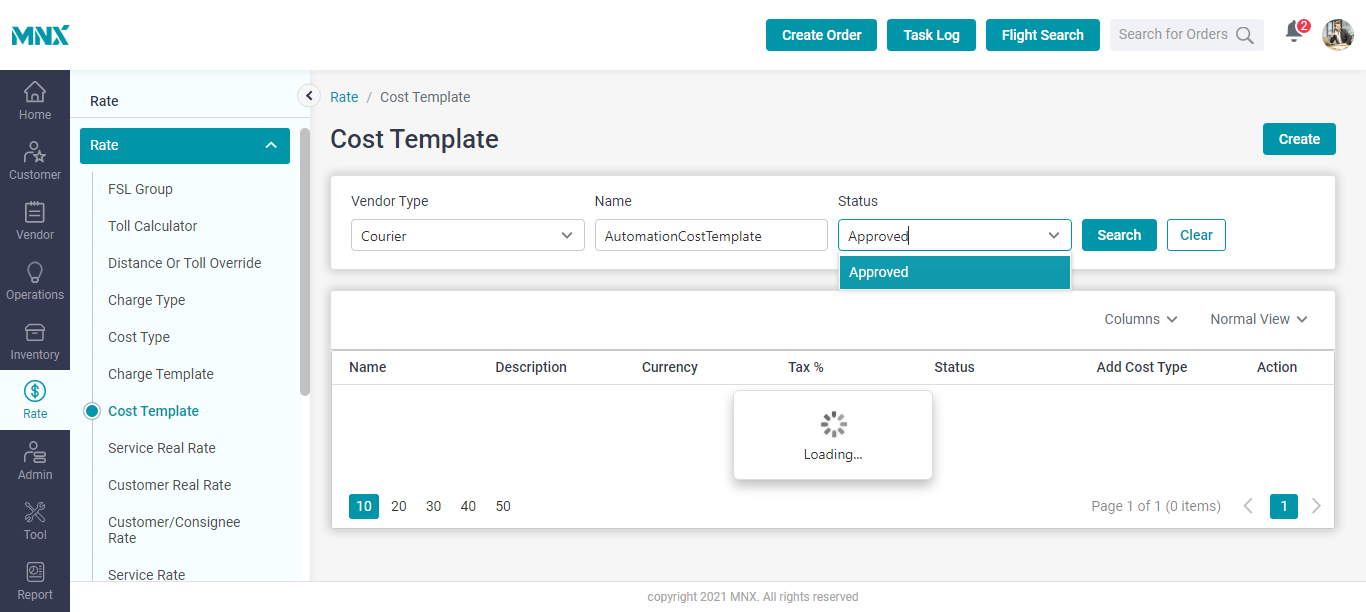 MNX
Create Order
Task Log
Flight Search
Search for Orders
2
Home
Customer
Vendor
Operations
Inventory
Rate
Admin
Tool
Report
Rate
Rate
FSL Group
Toll Calculator
Distance Or Toll Override
Charge Type
Cost Type
Charge Template
Cost Template
Service Real Rate
Customer Real Rate
Customer/Consignee
Rate
Service Rate
Rate / Cost Template
Cost Template
Create
Vendor Type
Name
Status
Courier
AutomationCostTemplate
Approved
Search
Clear
Approved
Columns
Normal View
Name
Description
Currency
Tax %
Status
Add Cost Type
Action
Loading...
10 20 30 40 50
Page 1 of 1 (0 items)
1
copyright 2021 MNX. All rights reserved